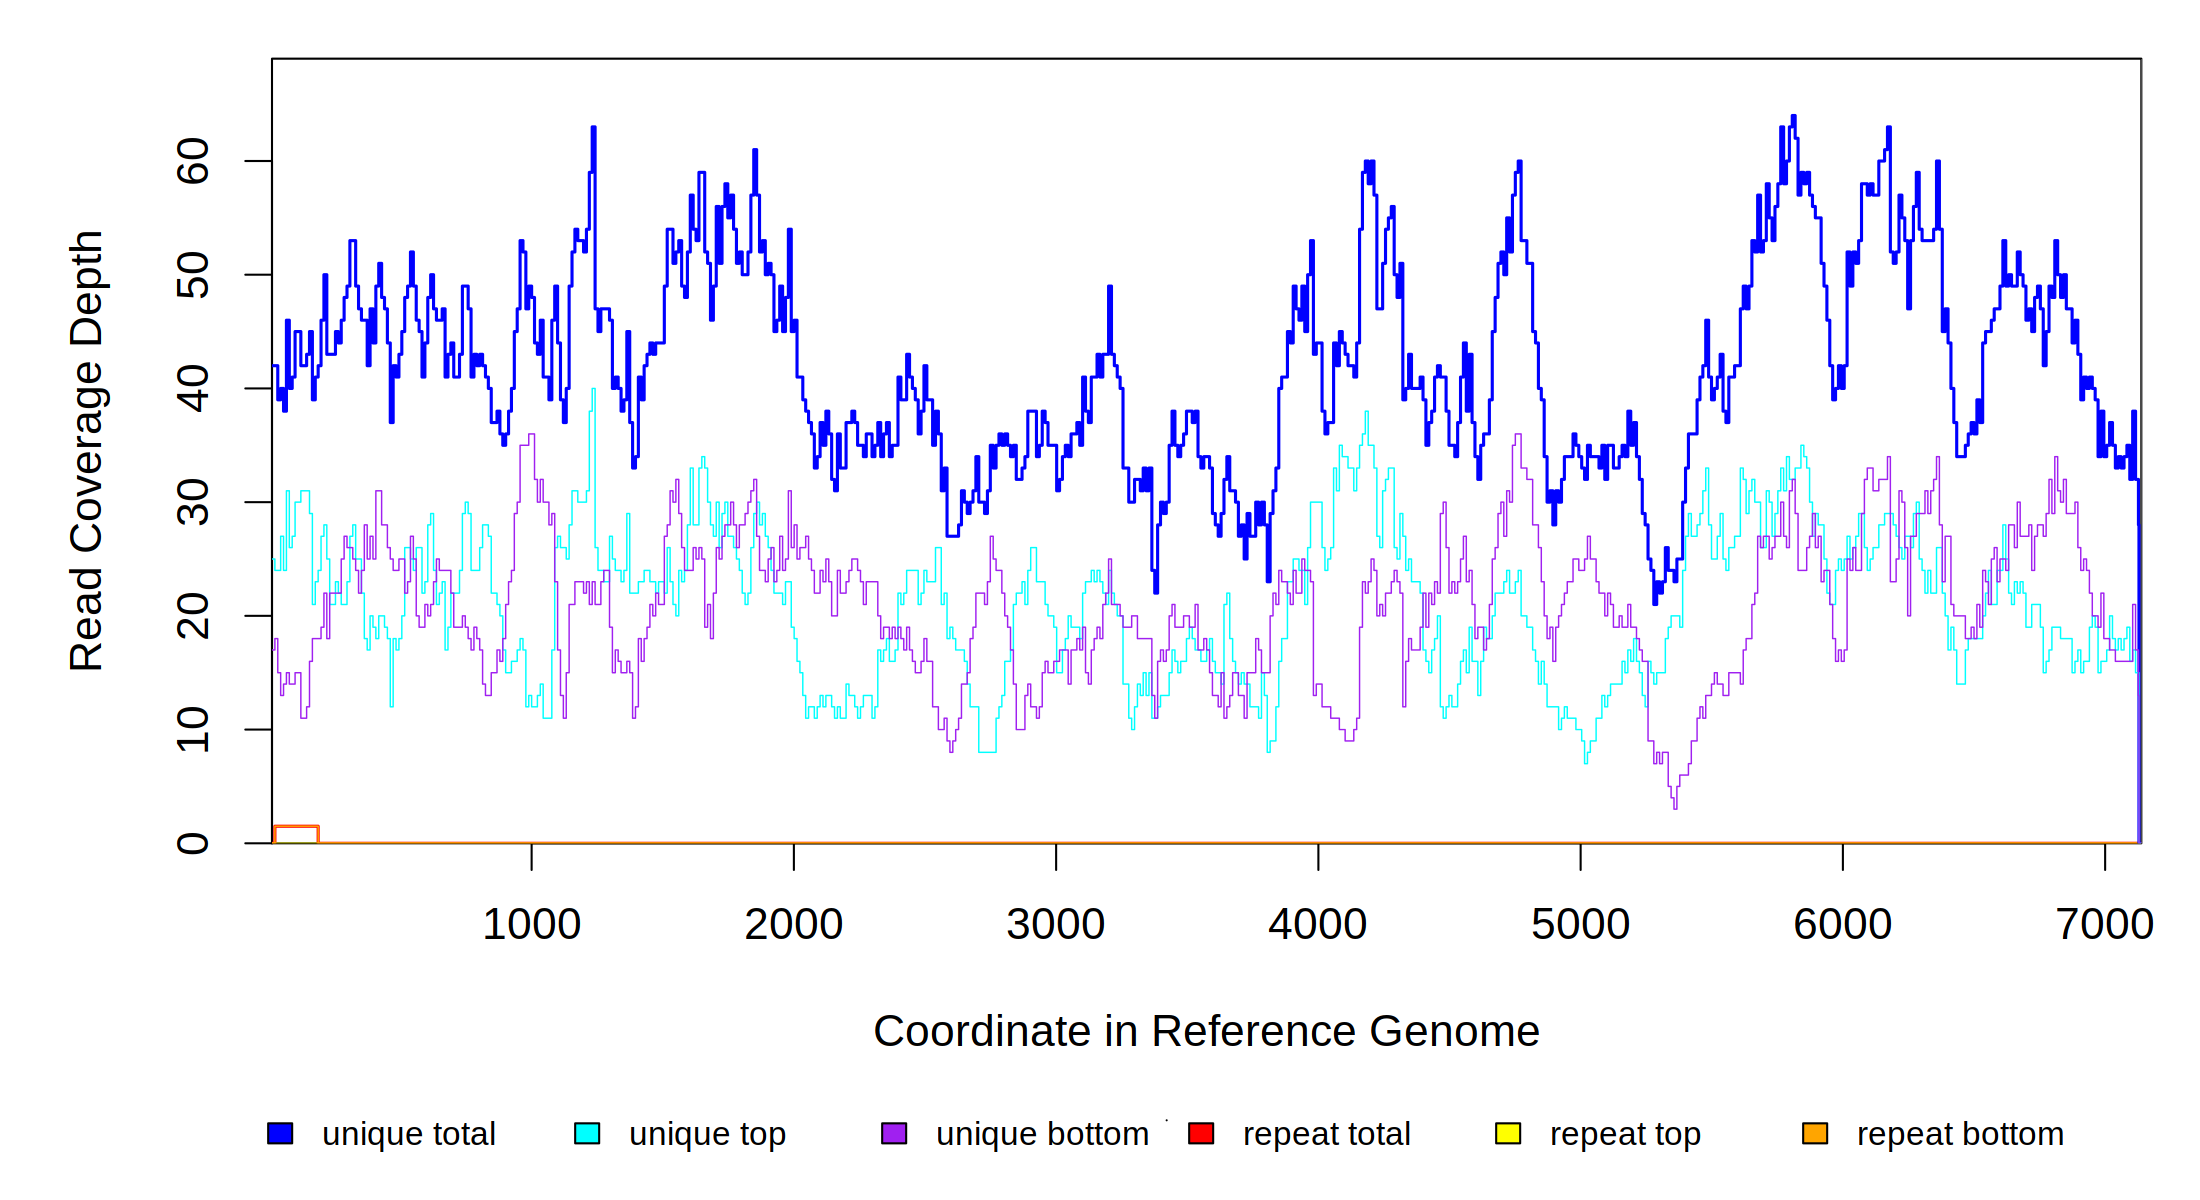 Read Coverage Depth
60
50
40
30
20
10
0
1000 2000 3000 4000 5000 6000 7000
Coordinate in Reference Genome
unique total unique top unique bottom repeat total repeat top repeat bottom